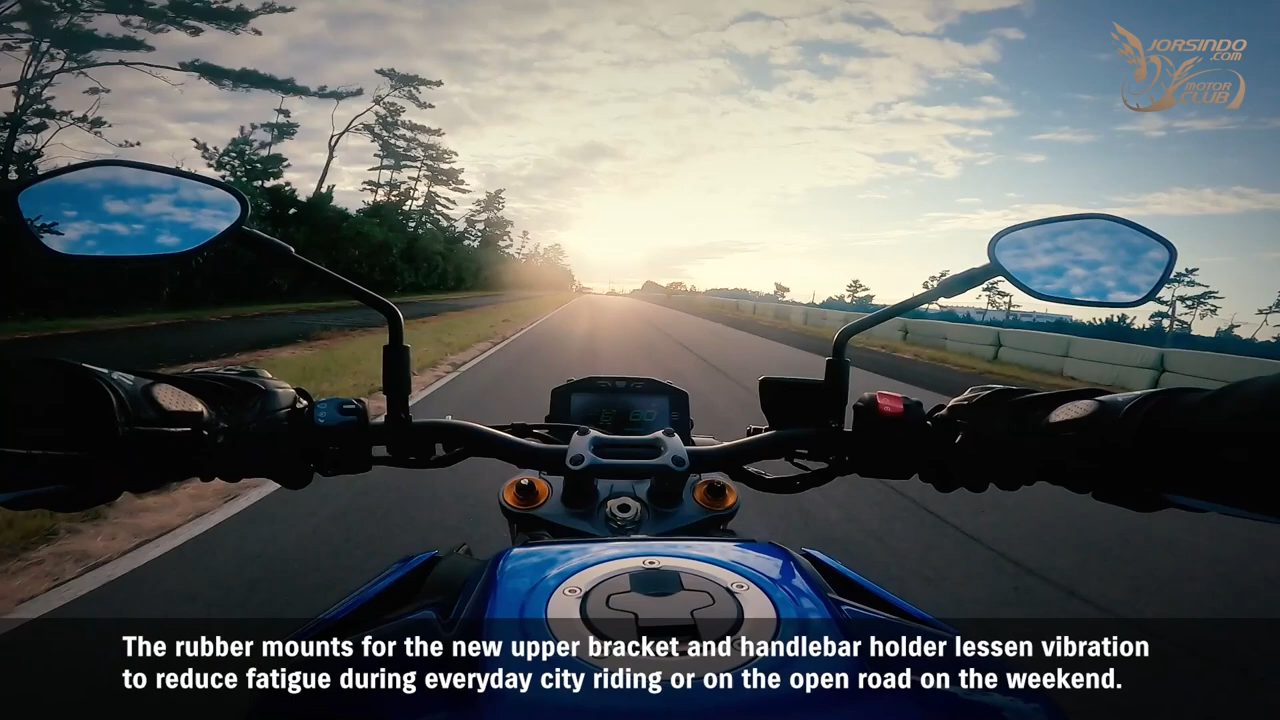 JORSINDO
.COM
MOTOR
CLUB
The rubber mounts for the new upper bracket and handlebar holder lessen vibration
to reduce fatigue during everyday city riding or on the open road on the weekend.